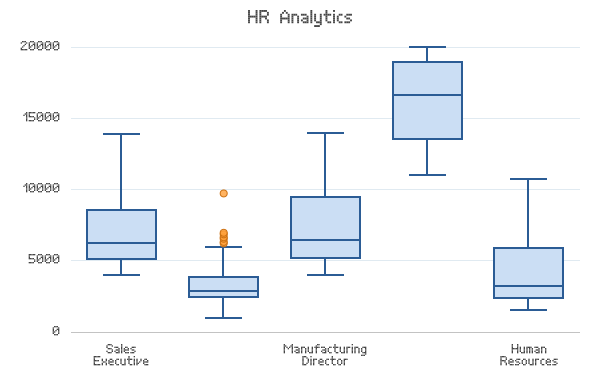 HR Analytics
20000
15000
10000
5000
0
Sales
Executive
Manufacturing
Director
Human
Resources